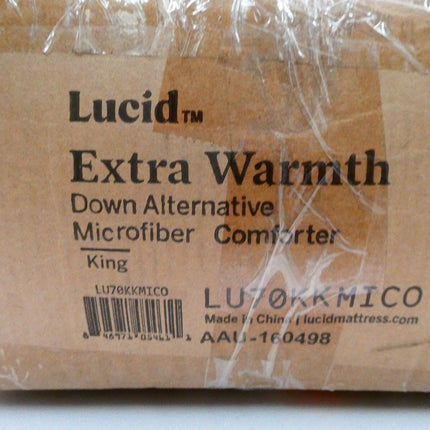 Lucid™
Extra Warmth
Down Alternative
Microfiber Comforter
King
LU70KKMICO
LU70KKMICO
Made in China | lucidmattress.com
AAU-160498